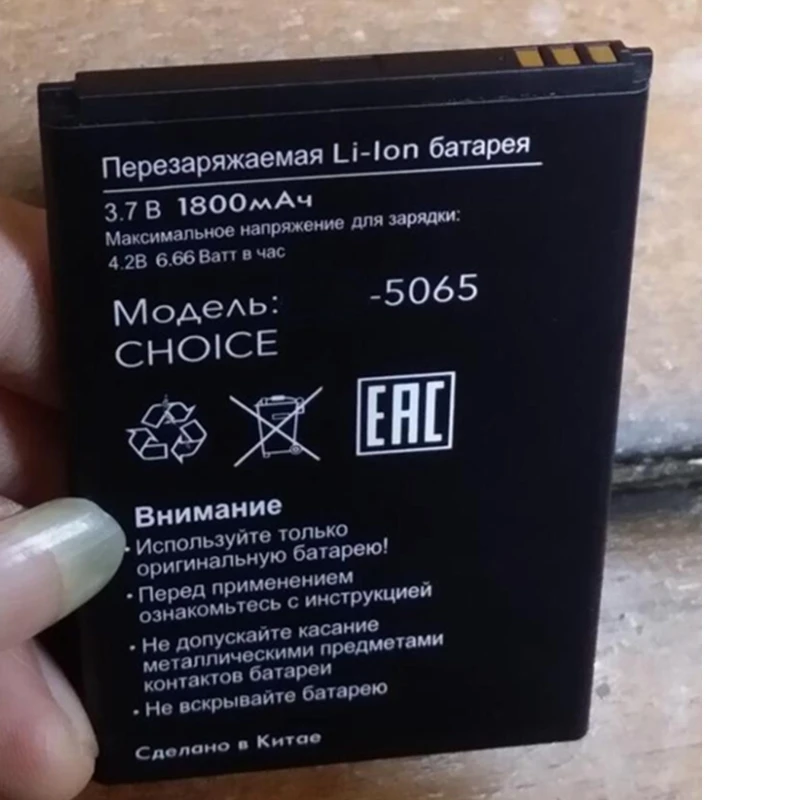 Перезаряжаемая Li-Ion батарея
3.7 В 1800мАч
Максимальное напряжение для зарядки:
4.2В 6.66 Ватт в час
Модель: -5065
CHOICE
EAC
Внимание
• Используйте только
оригинальную батарею!
• Перед применением
ознакомьтесь с инструкцией
• Не допускайте касание
металлическими предметами
контактов батареи
• Не вскрывайте батарею
Сделано в Китае